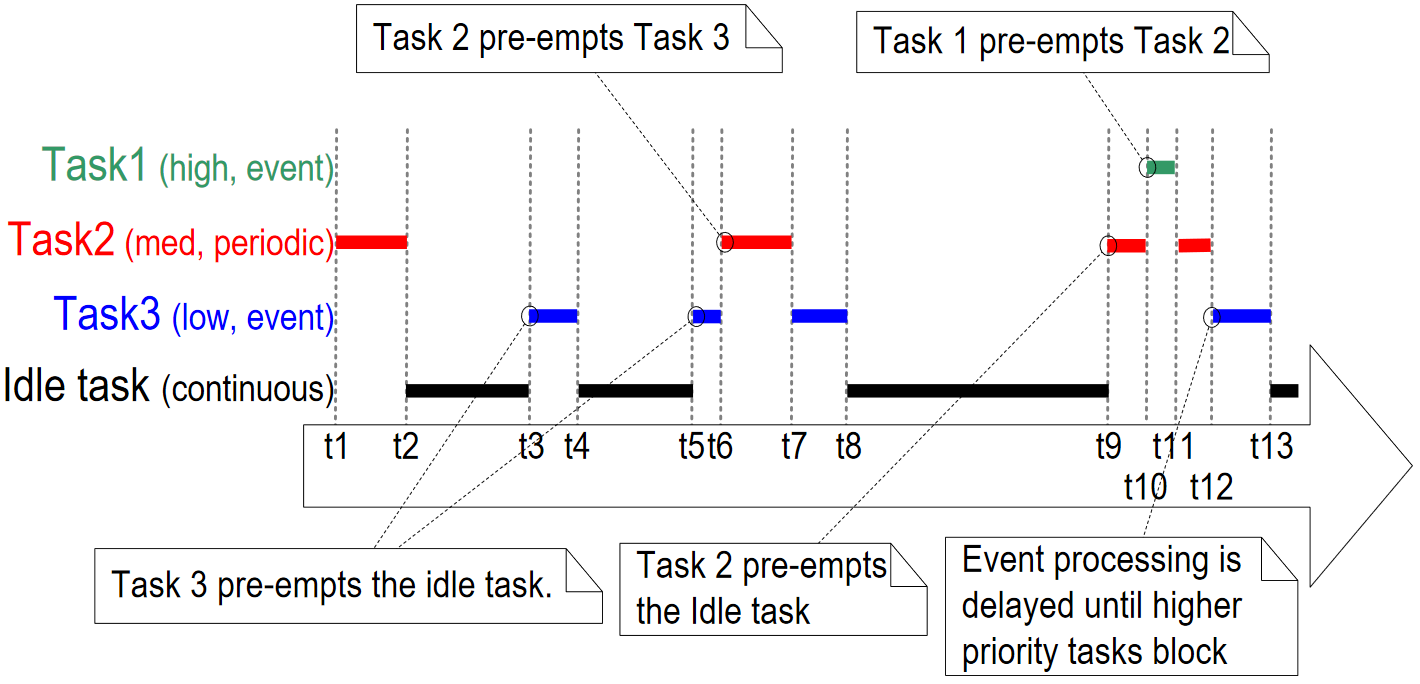 Task 2 pre-empts Task 3
Task 1 pre-empts Task 2
Task1 (high, event)
Task2 (med, periodic)
Task3 (low, event)
Idle task (continuous)
t1 t2 t3 t4 t5 t6 t7 t8 t9 t11 t13
t10 t12
Task 3 pre-empts the idle task.
Task 2 pre-empts
the Idle task
Event processing is
delayed until higher
priority tasks block